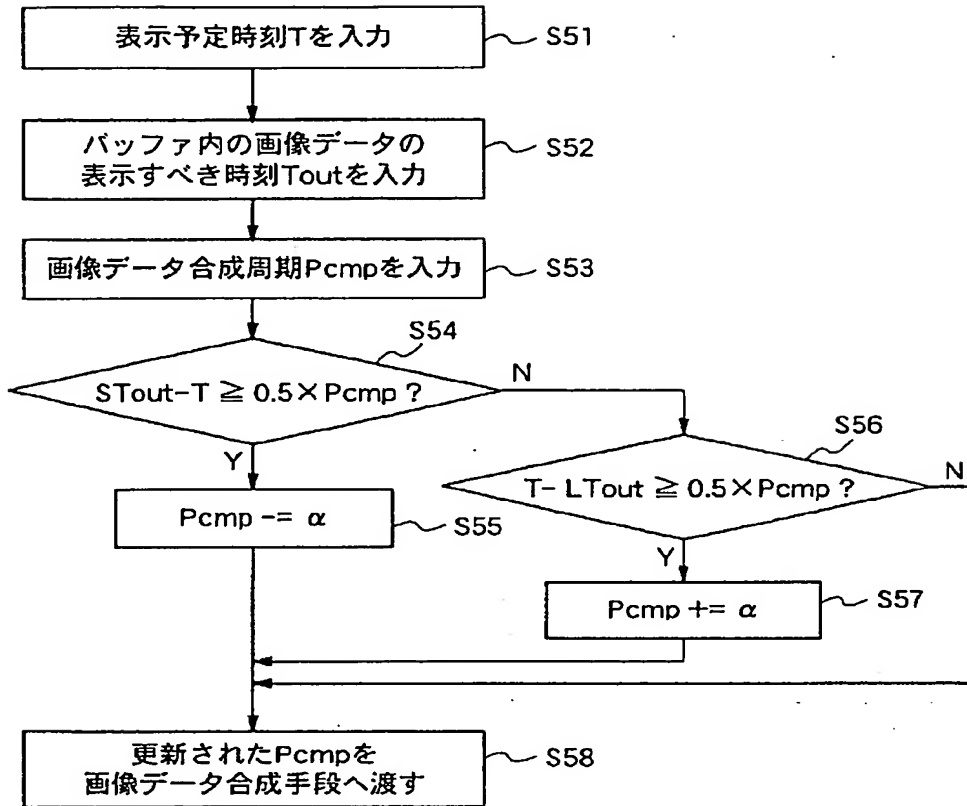 表示予定時刻Tを入力
S51
バッファ内の画像データの
表示すべき時刻Toutを入力
S52
画像データ合成周期Pcmpを入力
S53
S54
STout-T ≧ 0.5×Pcmp ?
N
Y
S56
T- LTout ≧ 0.5×Pcmp ?
N
Y
Pcmp -= α
S55
Pcmp += α
S57
更新されたPcmpを
画像データ合成手段へ渡す
S58